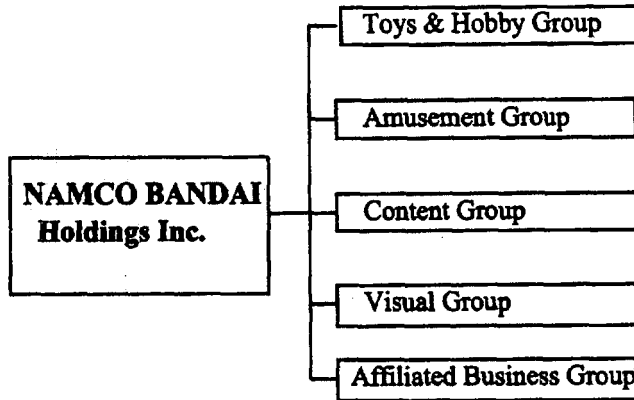 NAMCO BANDAI
Holdings Inc.
Toys & Hobby Group
Amusement Group
Content Group
Visual Group
Affiliated Business Group